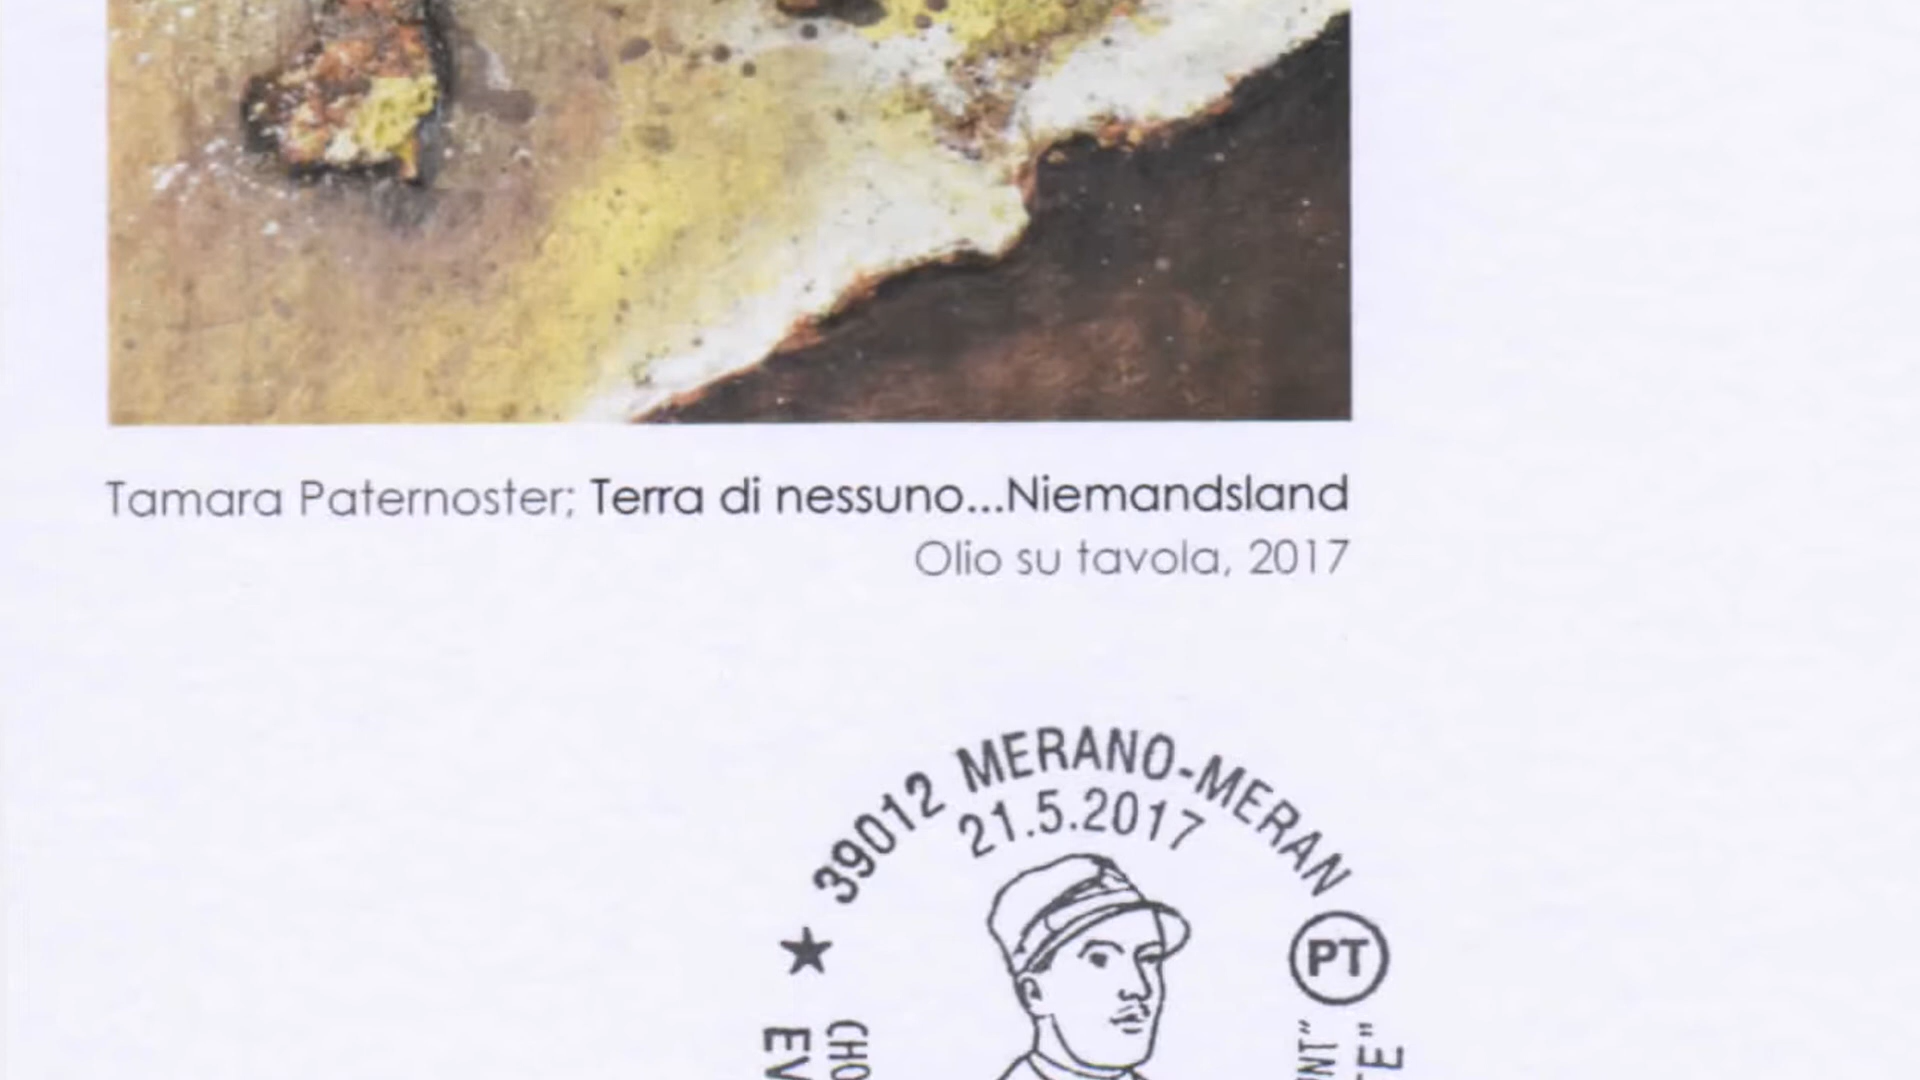 Tamara Paternoster; Terra di nessuno...Niemandsland
Olio su tavola, 2017
39012 MERANO-MERAN
21.5.2017
PT